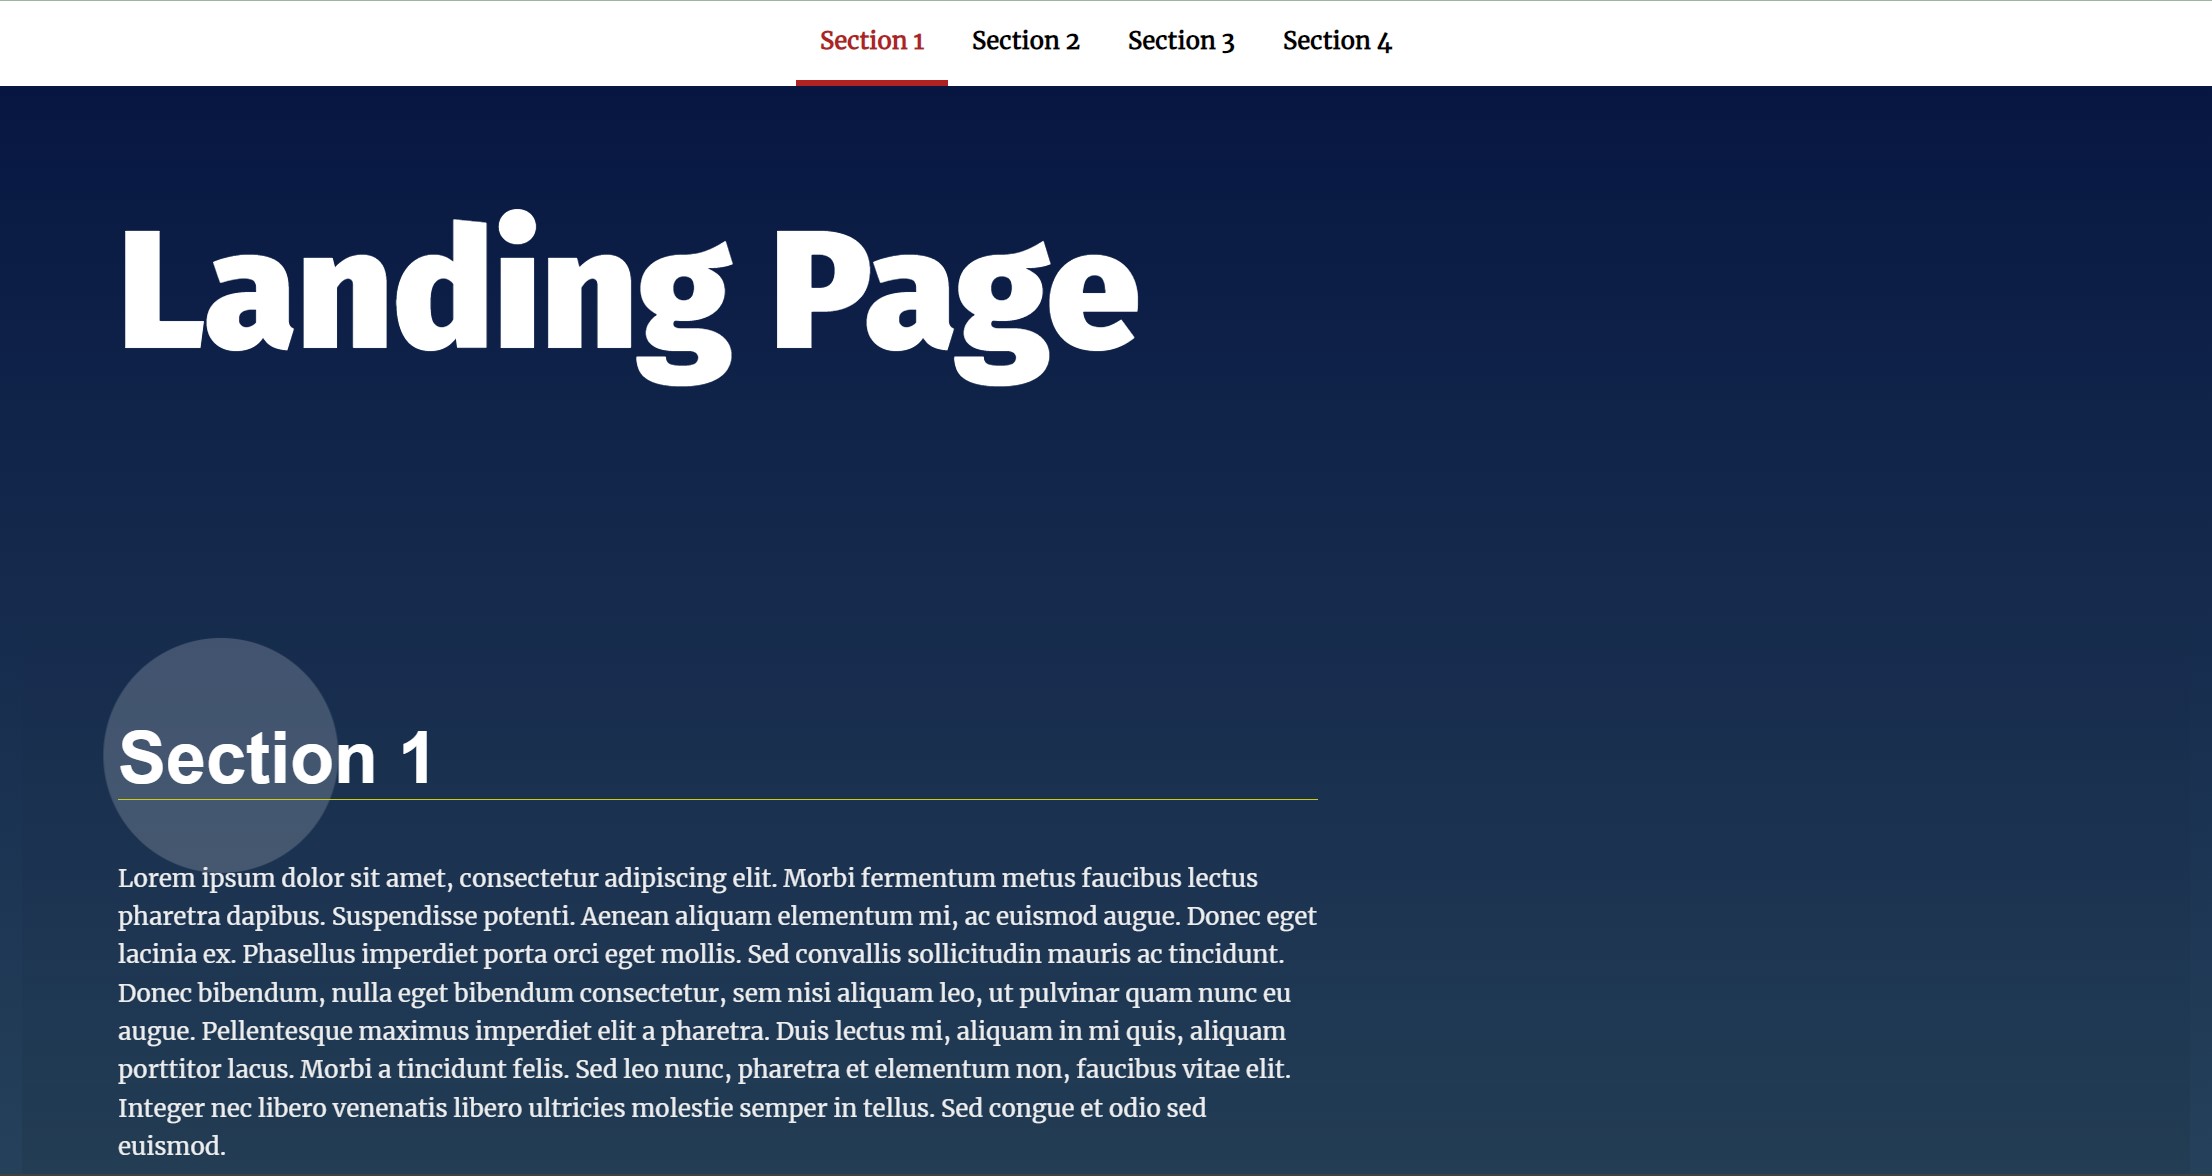 Section 1 Section 2 Section 3 Section 4
Landing Page
Section 1
Lorem ipsum dolor sit amet, consectetur adipiscing elit. Morbi fermentum metus faucibus lectus
pharetra dapibus. Suspendisse potenti. Aenean aliquam elementum mi, ac euismod augue. Donec eget
lacinia ex. Phasellus imperdiet porta orci eget mollis. Sed convallis sollicitudin mauris ac tincidunt.
Donec bibendum, nulla eget bibendum consectetur, sem nisi aliquam leo, ut pulvinar quam nunc eu
augue. Pellentesque maximus imperdiet elit a pharetra. Duis lectus mi, aliquam in mi quis, aliquam
porttitor lacus. Morbi a tincidunt felis. Sed leo nunc, pharetra et elementum non, faucibus vitae elit.
Integer nec libero venenatis libero ultricies molestie semper in tellus. Sed congue et odio sed
euismod.